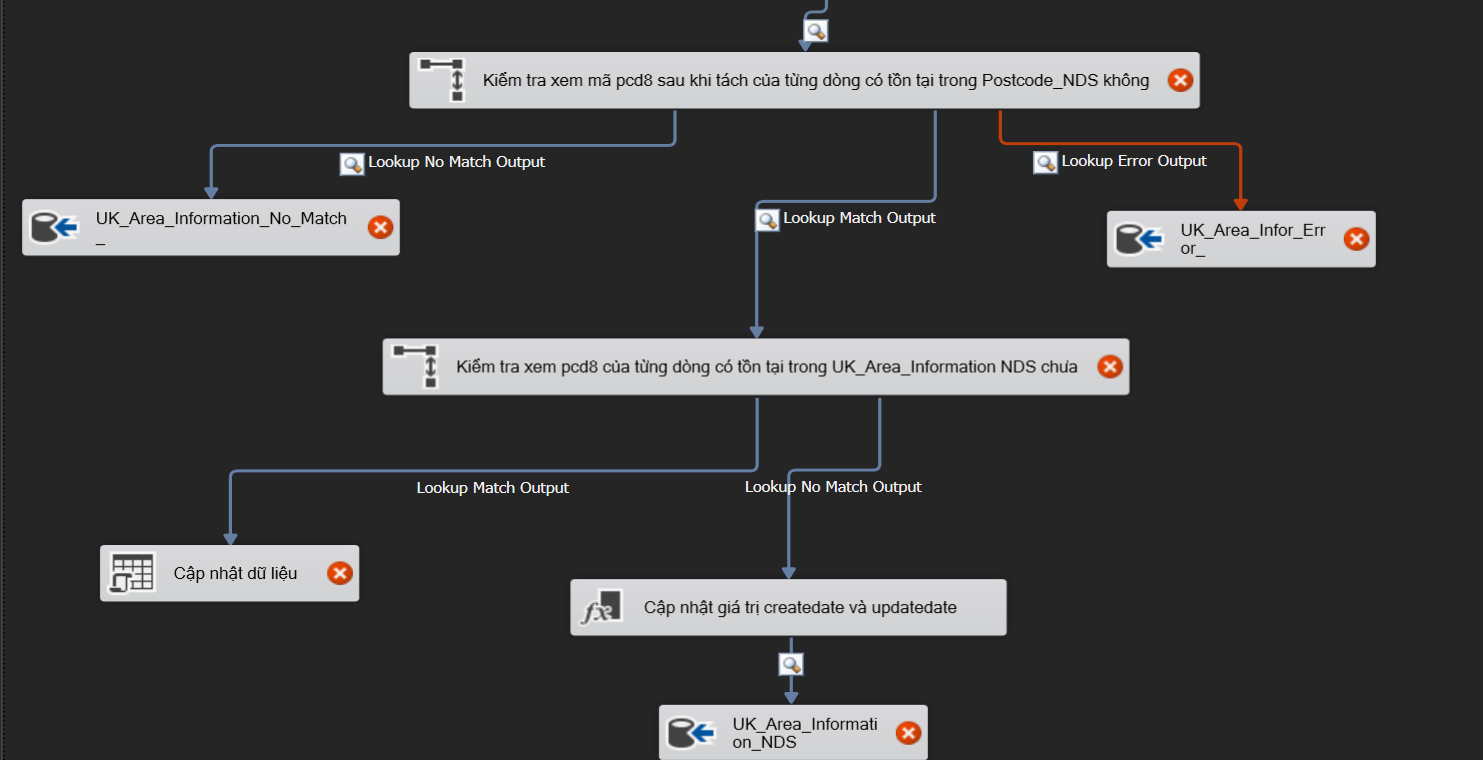 Kiểm tra xem mã pcd8 sau khi tách của từng dòng có tồn tại trong Postcode_NDS không
Lookup No Match Output
Lookup Error Output
UK_Area_Information_No_Match
_
Lookup Match Output
UK_Area_Infor_Err
or_
Kiểm tra xem pcd8 của từng dòng có tồn tại trong UK_Area_Information NDS chưa
Lookup Match Output
Lookup No Match Output
Cập nhật dữ liệu
Cập nhật giá trị createdate và updatedate
UK_Area_Informati
on_NDS